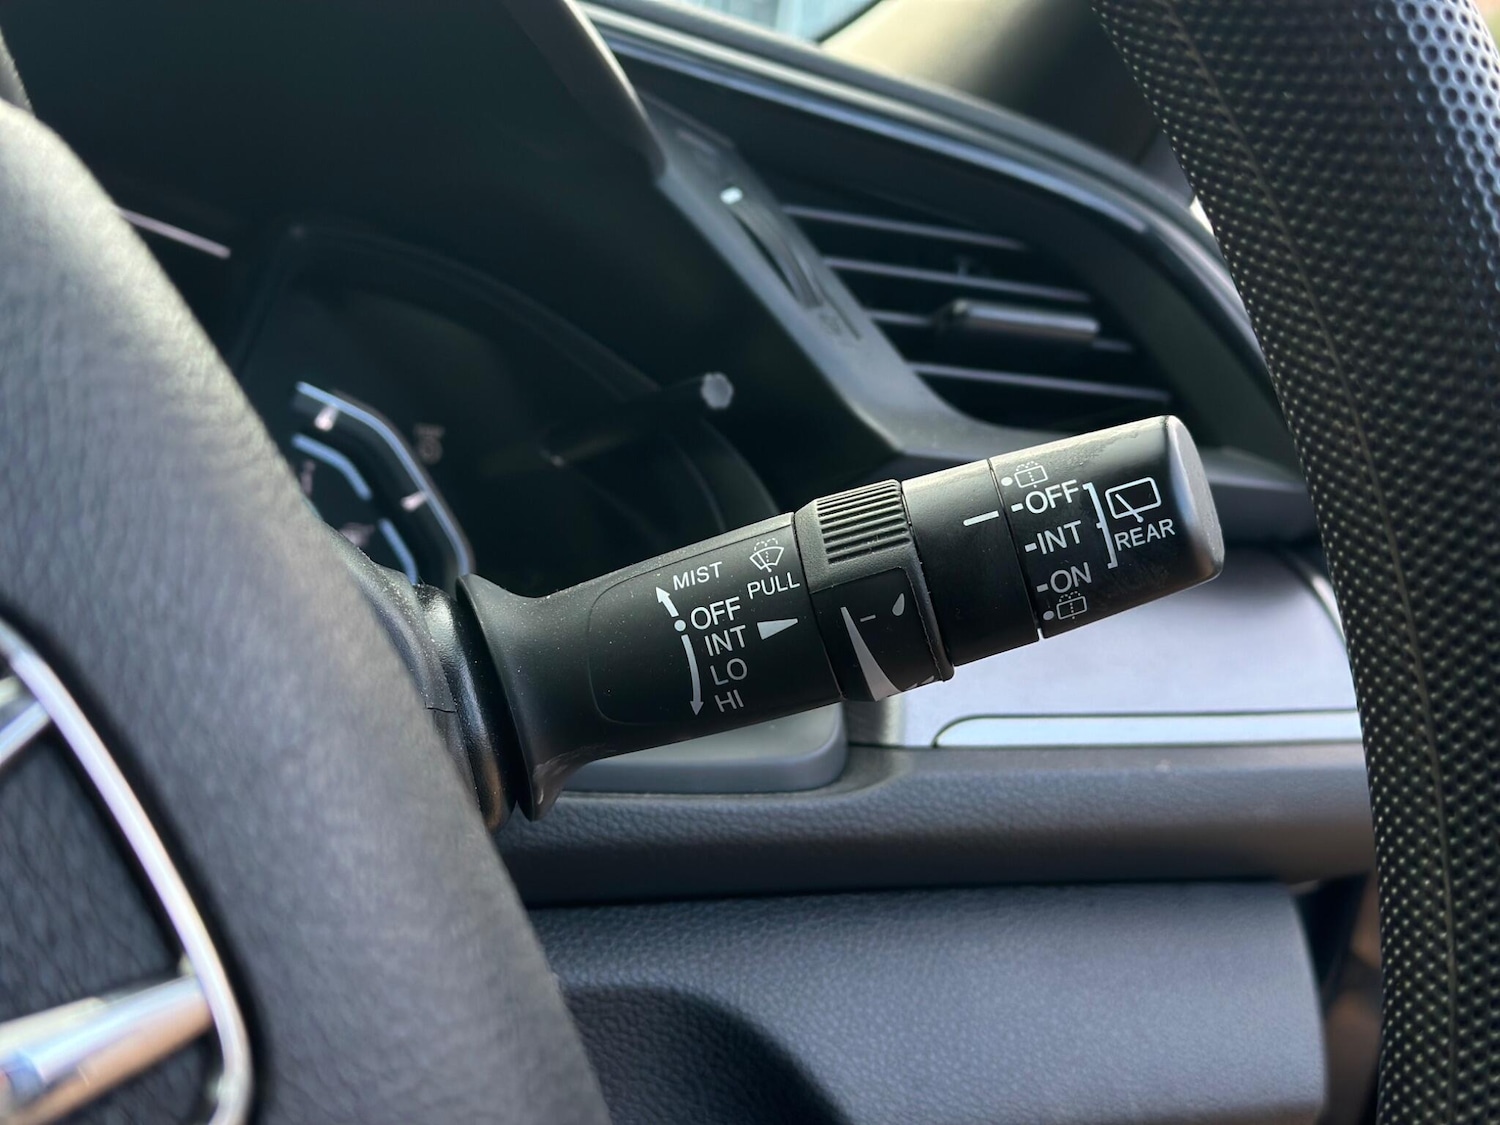 MIST
OFF
INT
LO
HI
PULL
OFF
INT
ON
REAR